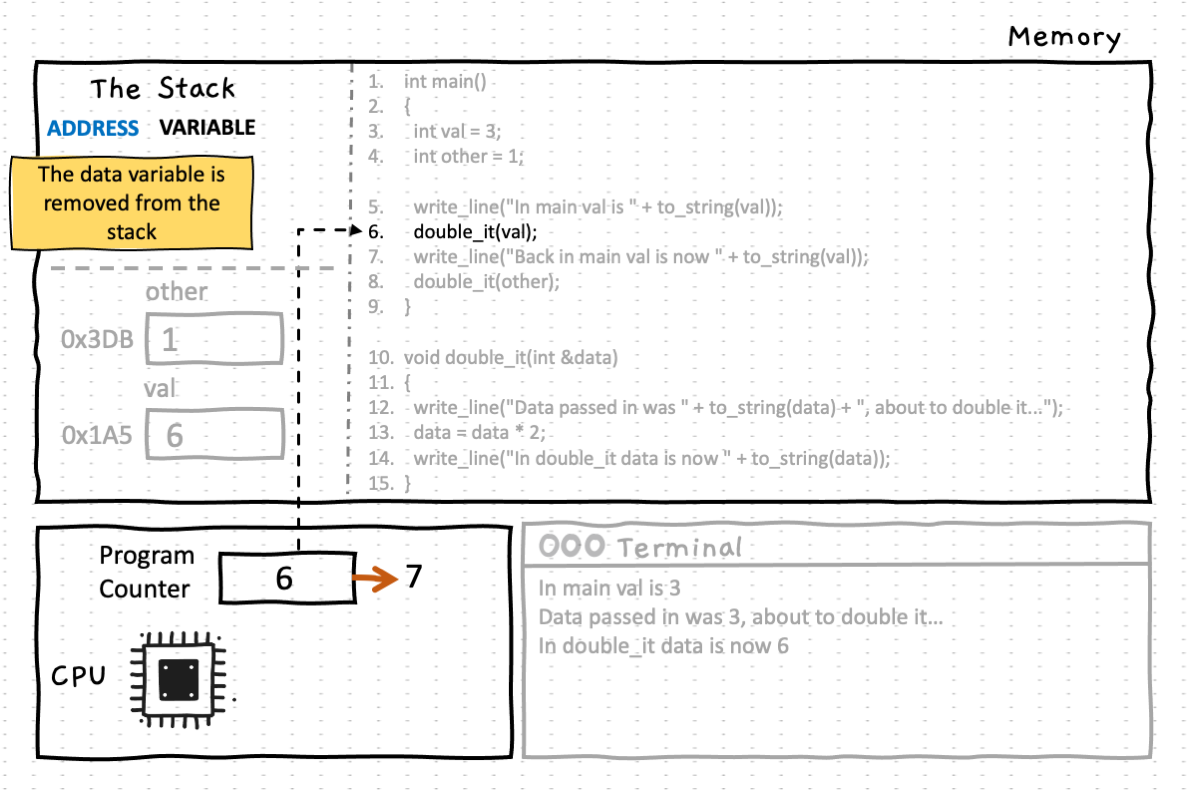 Memory
The Stack
ADDRESS VARIABLE
The data variable is
removed from the
stack
other
0x3DB 1
val
0x1A5 6
1. int main()
2. {
3. int val = 3;
4. int other = 1;
5. write_line("In main val is " + to_string(val));
6. double_it(val);
7. write_line("Back in main val is now " + to_string(val));
8. double_it(other);
9. }
10. void double_it(int &data)
11. {
12. write_line("Data passed in was " + to_string(data) + ", about to double it...");
13. data = data * 2;
14. write_line("In double_it data is now " + to_string(data));
15. }
Program
Counter
6 7
CPU
Terminal
In main val is 3
Data passed in was 3, about to double it...
In double_it data is now 6